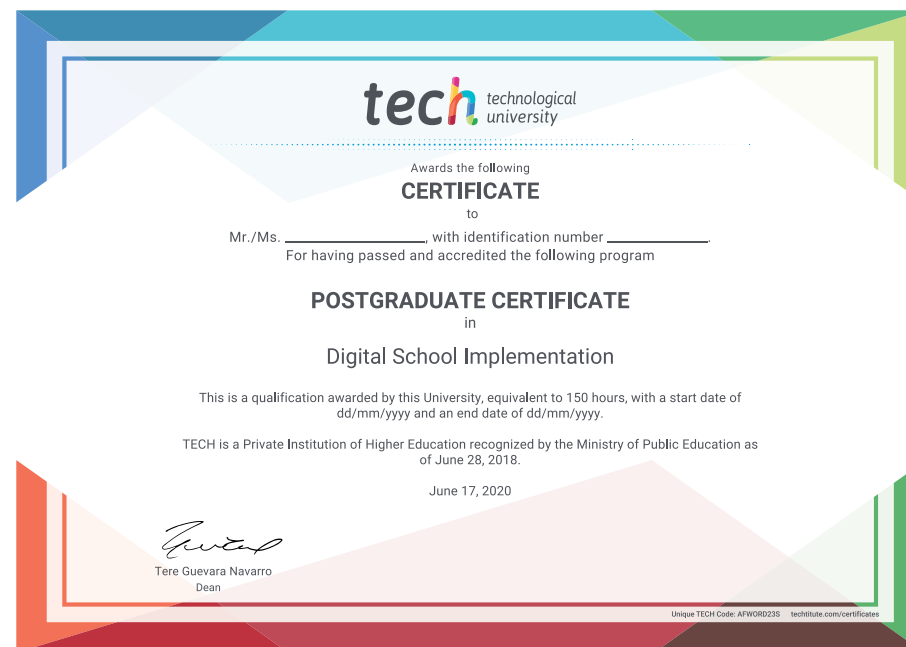 tech technological
university
Awards the following
CERTIFICATE
to
Mr./Ms. ____________________, with identification number ______________.
For having passed and accredited the following program
POSTGRADUATE CERTIFICATE
in
Digital School Implementation
This is a qualification awarded by this University, equivalent to 150 hours, with a start date of
dd/mm/yyyy and an end date of dd/mm/yyyy.
TECH is a Private Institution of Higher Education recognized by the Ministry of Public Education as
of June 28, 2018.
June 17, 2020
Tere Guevara Navarro
Dean
Unique TECH Code: AFWORD23S techtitute.com/certificates